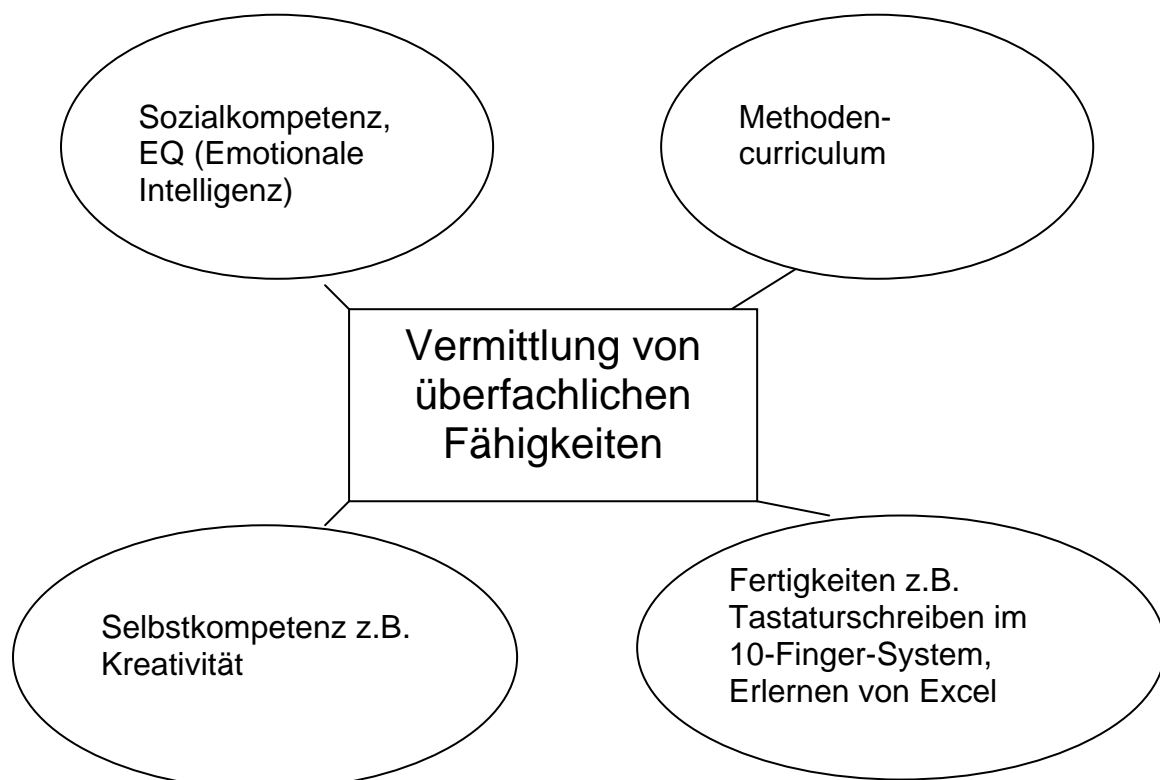 Sozialkompetenz,
EQ (Emotionale
Intelligenz)
Methoden-
curriculum
Vermittlung von
überfachlichen
Fähigkeiten
Selbstkompetenz z.B.
Kreativität
Fertigkeiten z.B.
Tastaturschreiben im
10-Finger-System,
Erlernen von Excel